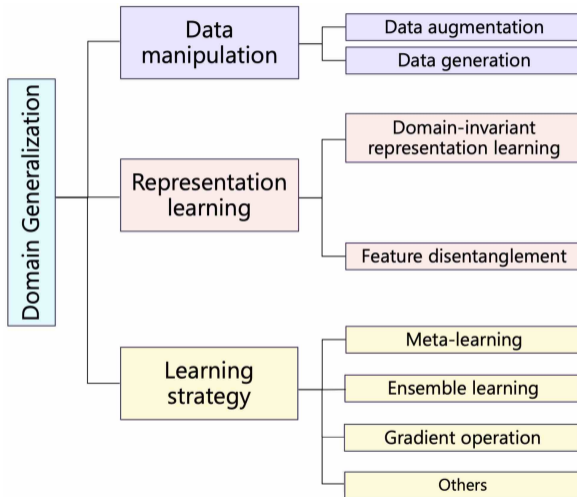 Domain Generalization
Data
manipulation
Data augmentation
Data generation
Representation
learning
Domain-invariant
representation learning
Feature disentanglement
Learning
strategy
Meta-learning
Ensemble learning
Gradient operation
Others